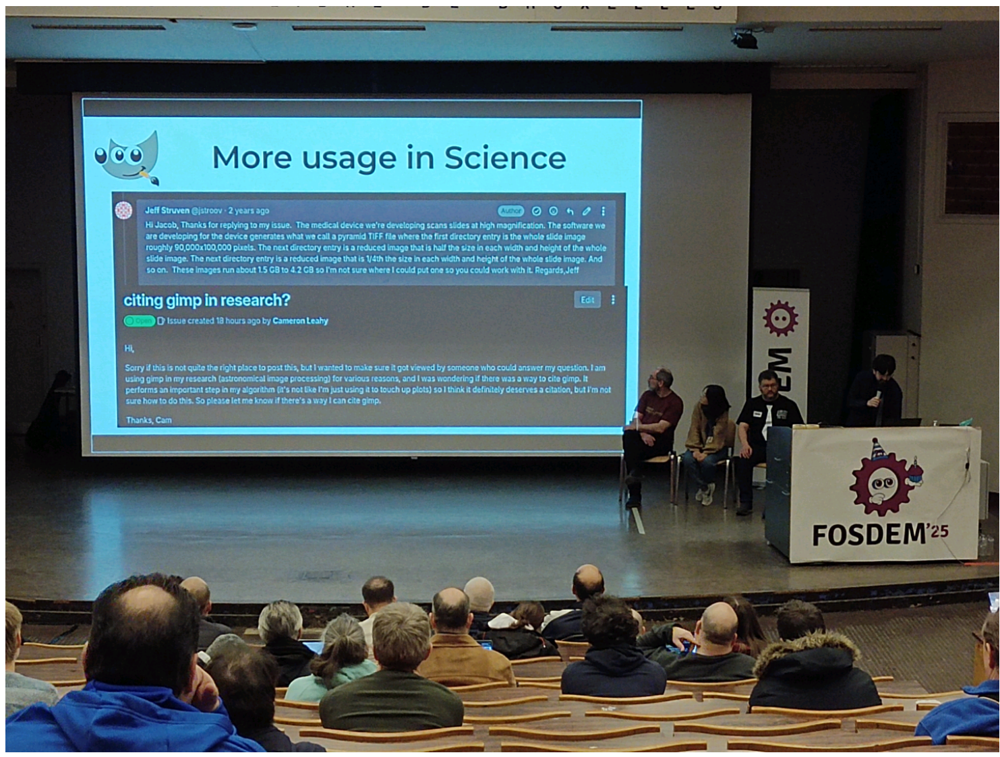 More usage in Science
Jeff Struven @jstroov · 2 years ago
Author
Hi Jacob, Thanks for replying to my issue. The medical device we're developing scans slides at high magnification. The software we
are developing for the device generates what we call a pyramid TIFF file where the first directory entry is the whole slide image
roughly 90,000x100,000 pixels. The next directory entry is a reduced image that is half the size in each width and height of the whole
slide image. The next directory entry is a reduced image that is 1/4th the size in each width and height of the whole slide image. And
so on. These images run about 1.5 GB to 4.2 GB so I'm not sure where I could put one so you could work with it. Regards,Jeff
citing gimp in research?
Edit
Open Issue created 18 hours ago by Cameron Leahy
Hi,
Sorry if this is not quite the right place to post this, but I wanted to make sure it got viewed by someone who could answer my question. I am
using gimp in my research (astronomical image processing) for various reasons, and I was wondering if there was a way to cite gimp. It
performs an important step in my algorithm (it's not like I'm just using it to touch up plots) so I think it definitely deserves a citation, but I'm not
sure how to do this. So please let me know if there's a way I can cite gimp.
Thanks, Cam
EM
FOSDEM'25